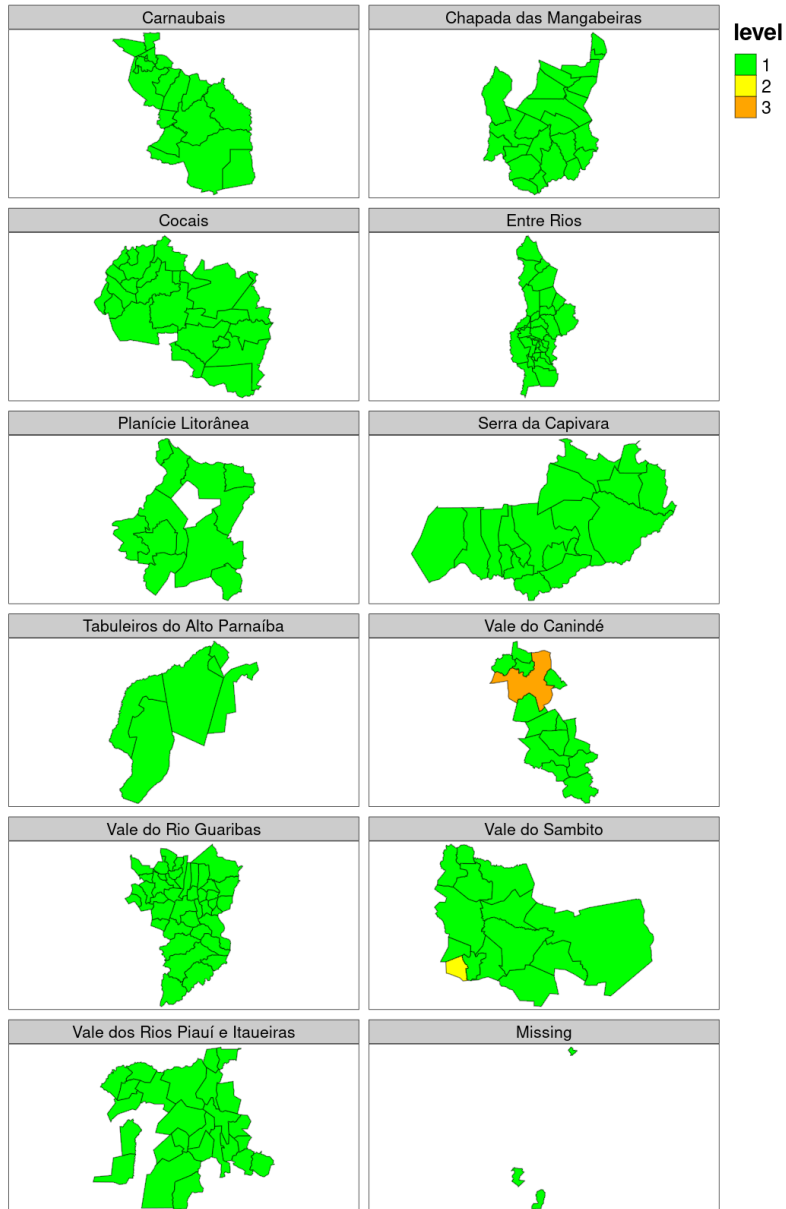 Carnaubais
Chapada das Mangabeiras
level
1
2
3
Cocais
Entre Rios
Planície Litorânea
Serra da Capivara
Tabuleiros do Alto Parnaíba
Vale do Canindé
Vale do Rio Guaribas
Vale do Sambito
Vale dos Rios Piauí e Itaueiras
Missing